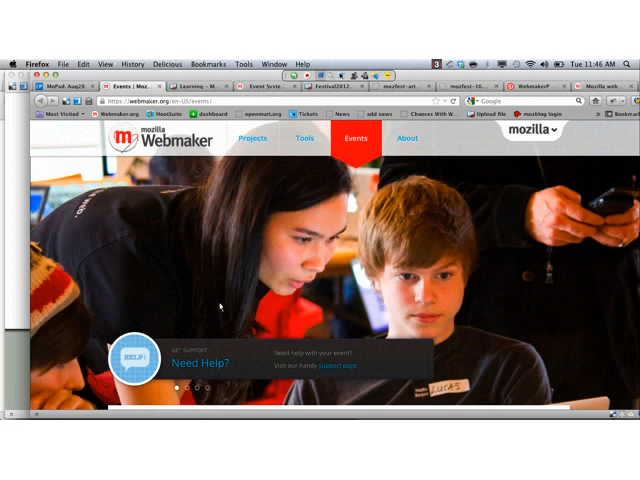 Firefox File Edit View History Delicious Bookmarks Tools Window Help 3 Tue 11:46 AM
MoPad: Aug28 Events | Moz... Learning – M... Event Syste... Festival2012... mozfest-art... mozfest-10... WebmakerP... Mozilla web...
https://webmaker.org/en-US/events/ Google
Most Visited Webmaker.org HootSuite dashboard openmatt.org Tickets News add news Chances With W... Upload file mozblog login Bookmarks
m mozilla Webmaker Projects Tools Events About mozilla
HELP!
GET SUPPORT
Need Help?
Need help with your event?
Visit our handy support page.
Hello
LUCAS